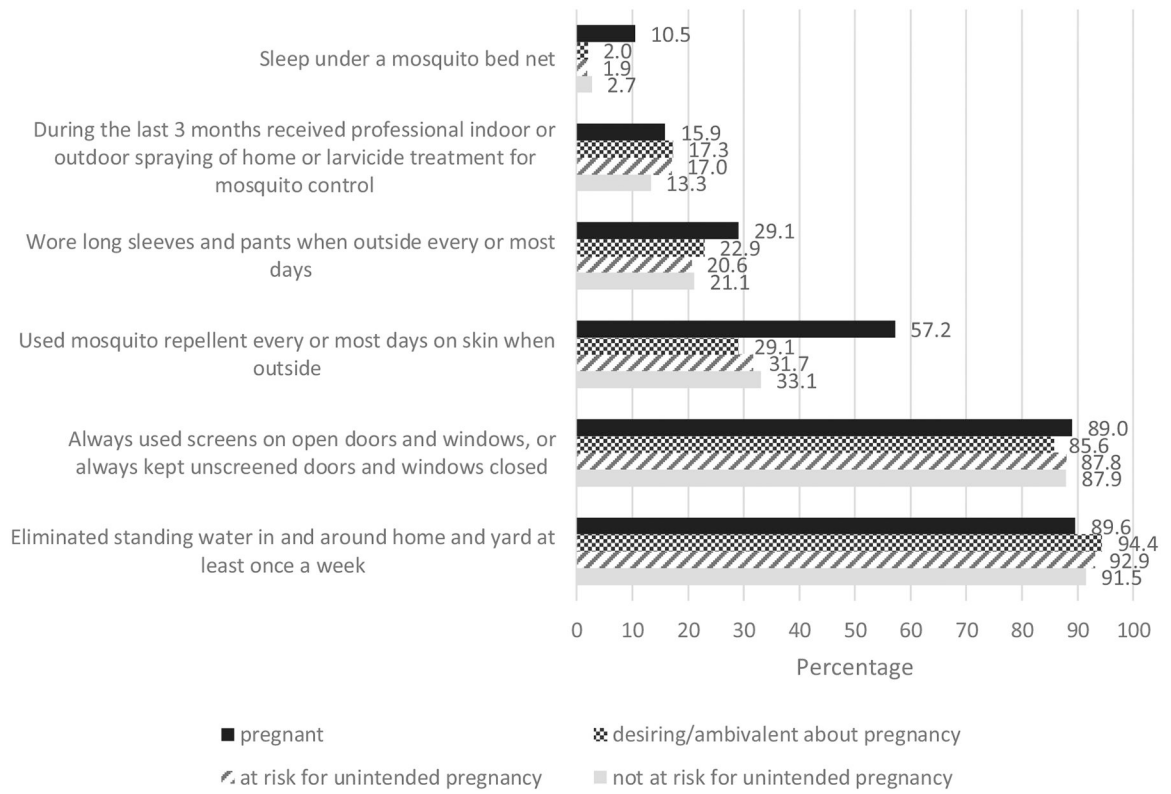 Sleep under a mosquito bed net
10.5
2.0
1.9
2.7
During the last 3 months received professional indoor or
outdoor spraying of home or larvicide treatment for
mosquito control
15.9
17.3
17.0
13.3
Wore long sleeves and pants when outside every or most
days
29.1
22.9
20.6
21.1
Used mosquito repellent every or most days on skin when
outside
57.2
29.1
31.7
33.1
Always used screens on open doors and windows, or
always kept unscreened doors and windows closed
89.0
85.6
87.8
87.9
Eliminated standing water in and around home and yard at
least once a week
89.6
94.4
92.9
91.5
0 10 20 30 40 50 60 70 80 90 100
Percentage
pregnant
desiring/ambivalent about pregnancy
at risk for unintended pregnancy
not at risk for unintended pregnancy